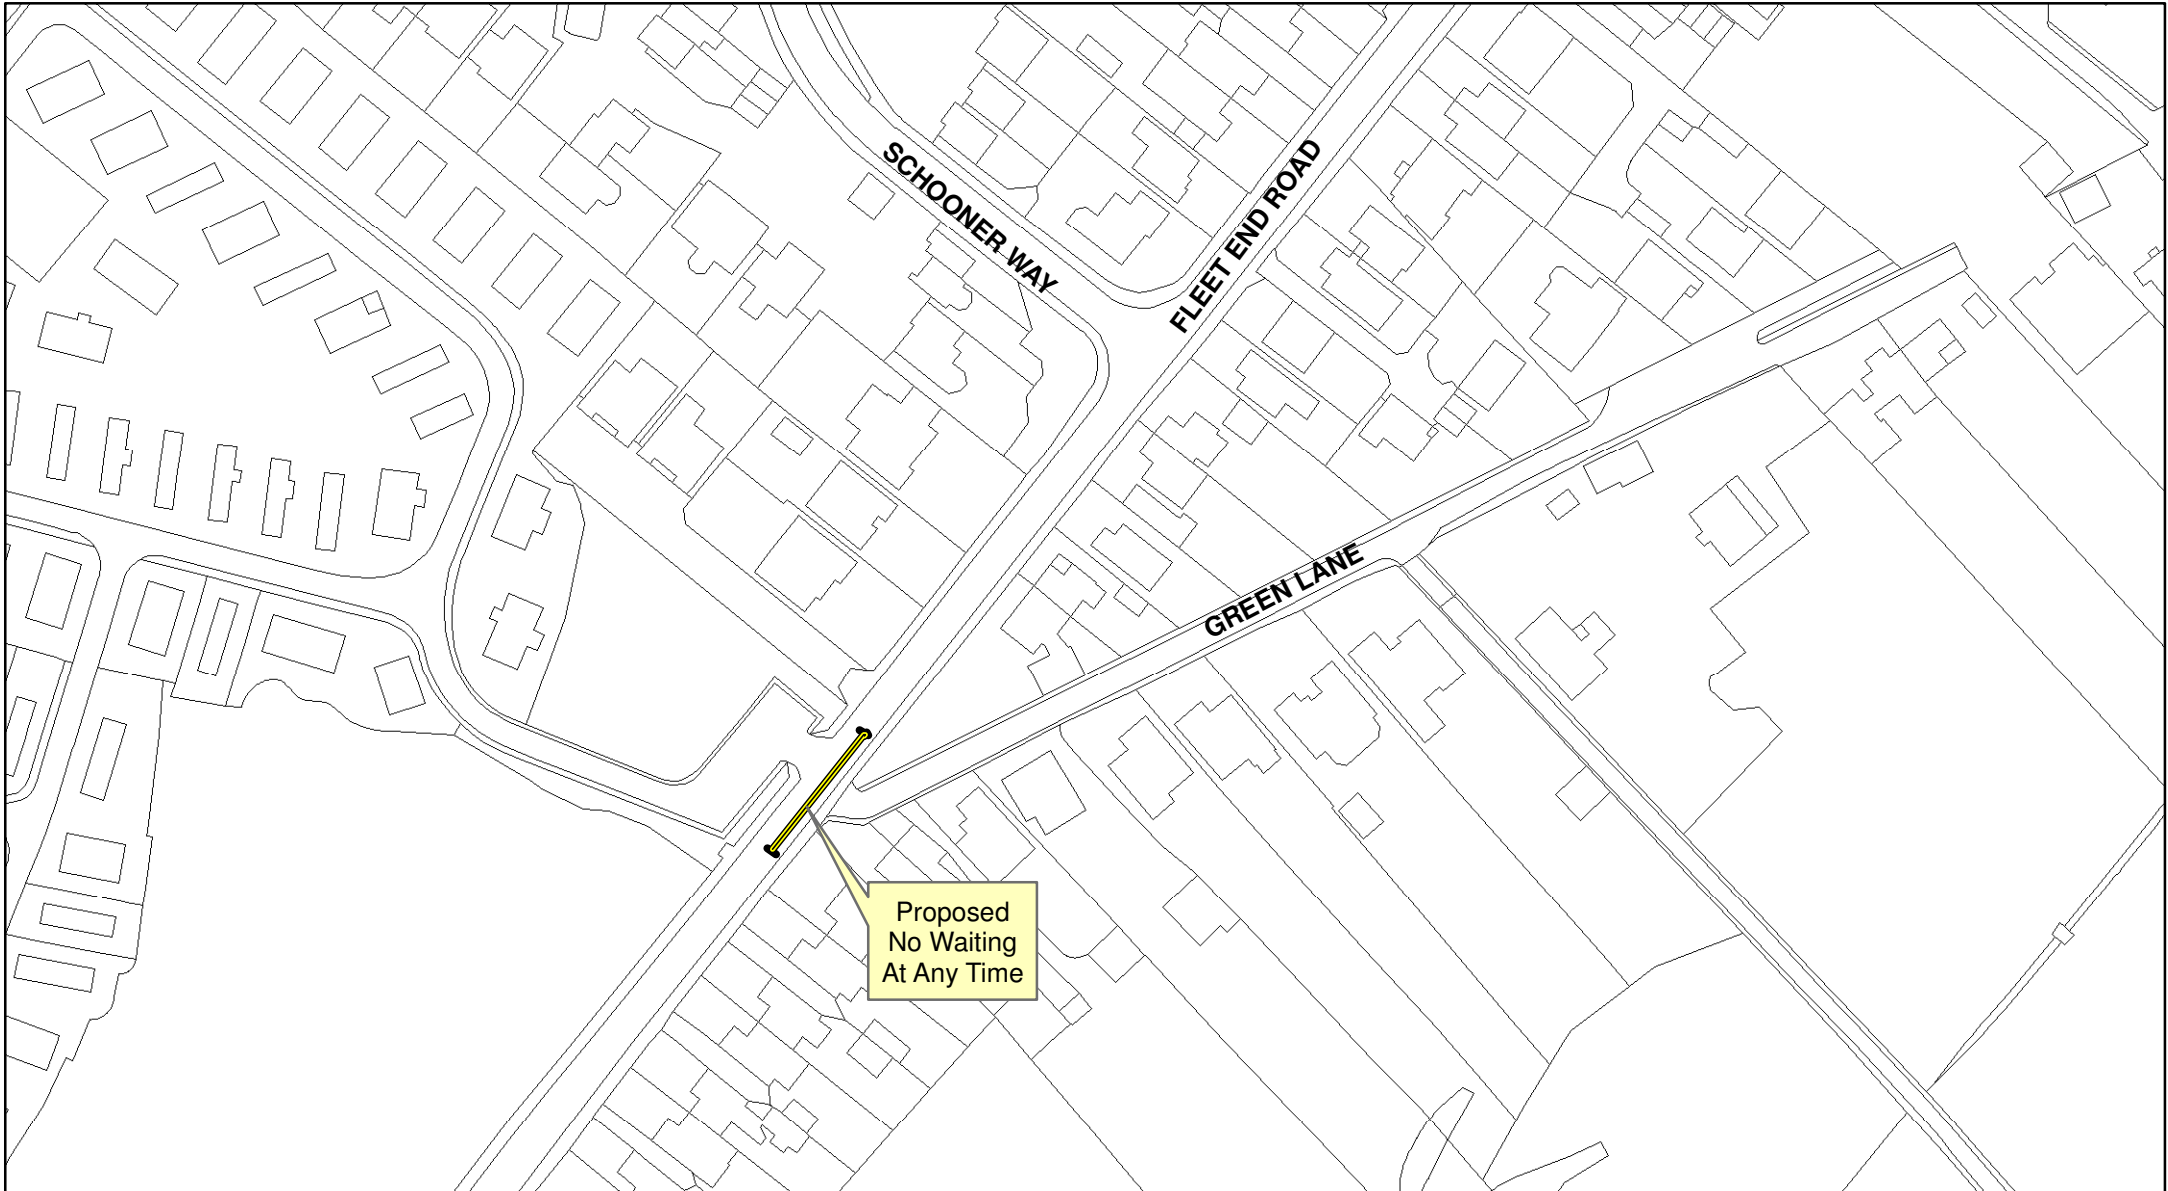 SCHOONER WAY
FLEET END ROAD
GREEN LANE
Proposed
No Waiting
At Any Time